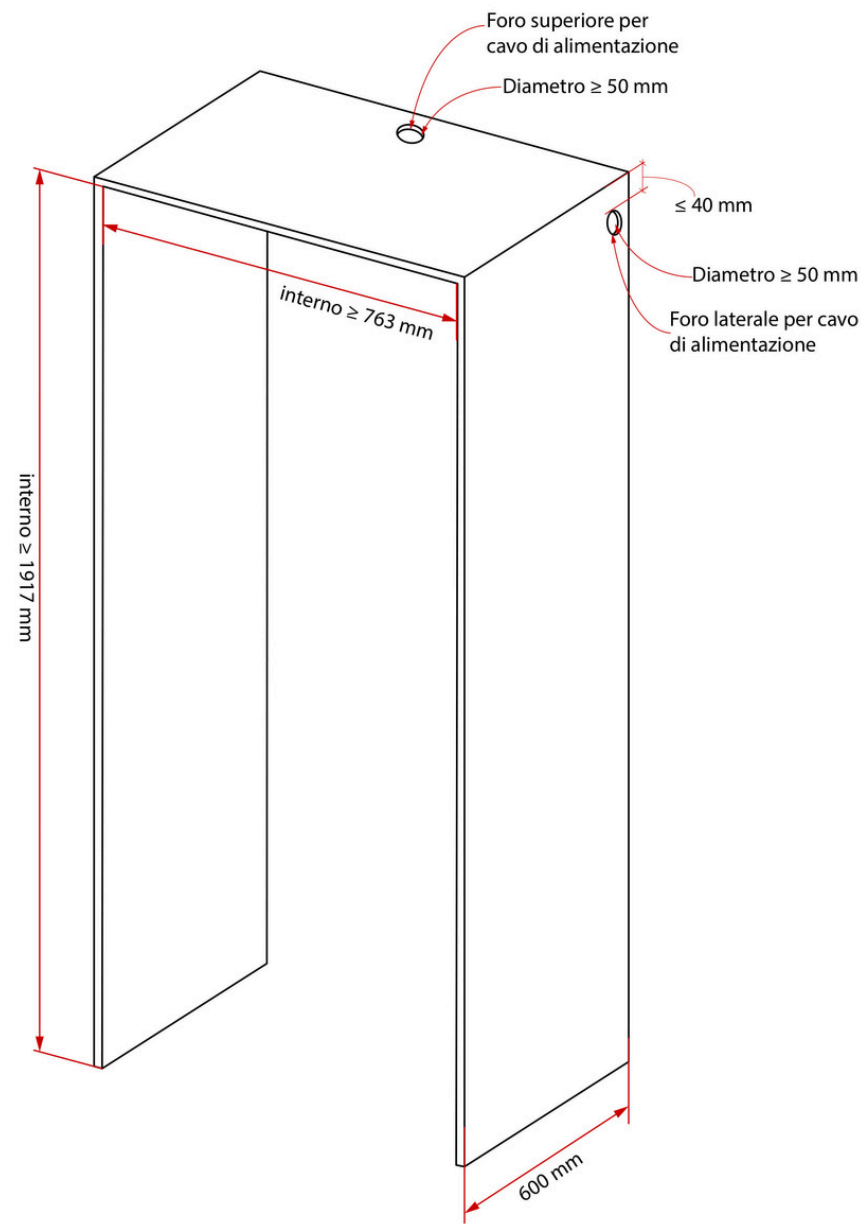 Foro superiore per
cavo di alimentazione
Diametro ≥ 50 mm
≤ 40 mm
Diametro ≥ 50 mm
Foro laterale per cavo
di alimentazione
interno ≥ 763 mm
interno ≥ 1917 mm
600 mm